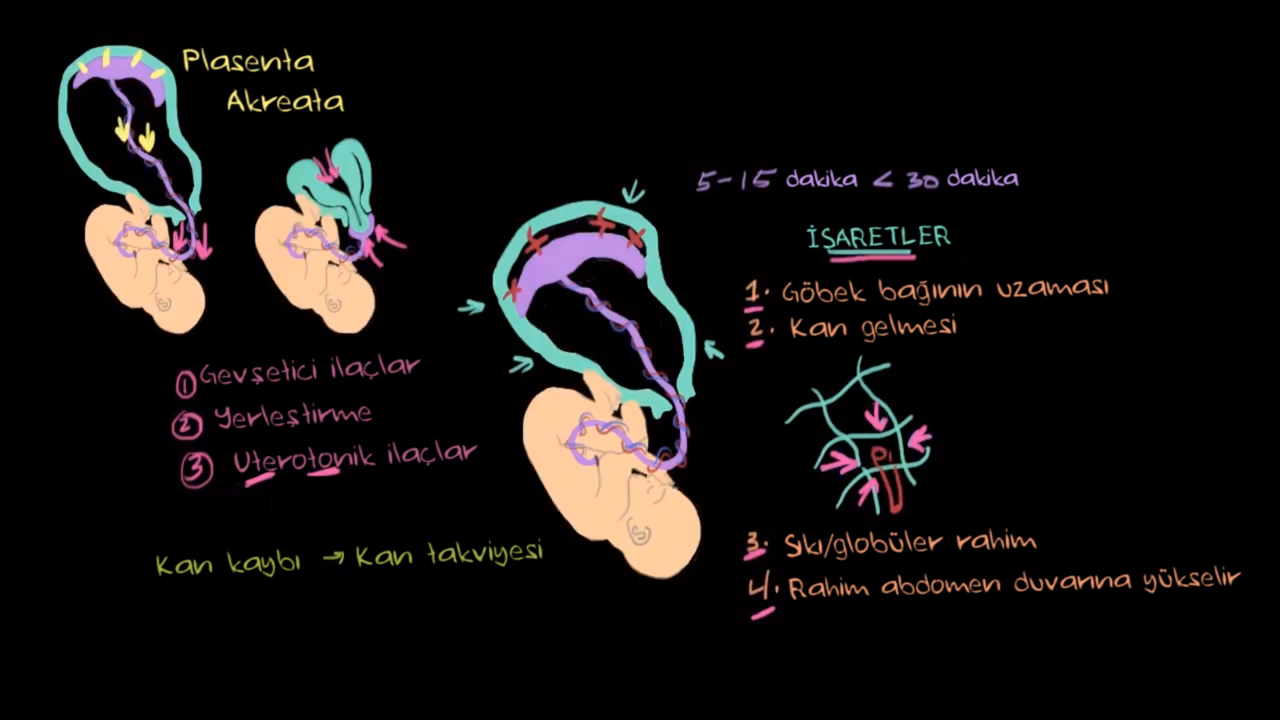 Plasenta
Akreata
① Gevşetici ilaçlar
② Yerleştirme
③ Uterotonik ilaçlar
Kan kaybı → Kan takviyesi
5-15 dakika < 30 dakika
İŞARETLER
1. Göbek bağının uzaması
2. Kan gelmesi
3. Sıkı/globüler rahim
4. Rahim abdomen duvarına yükselir